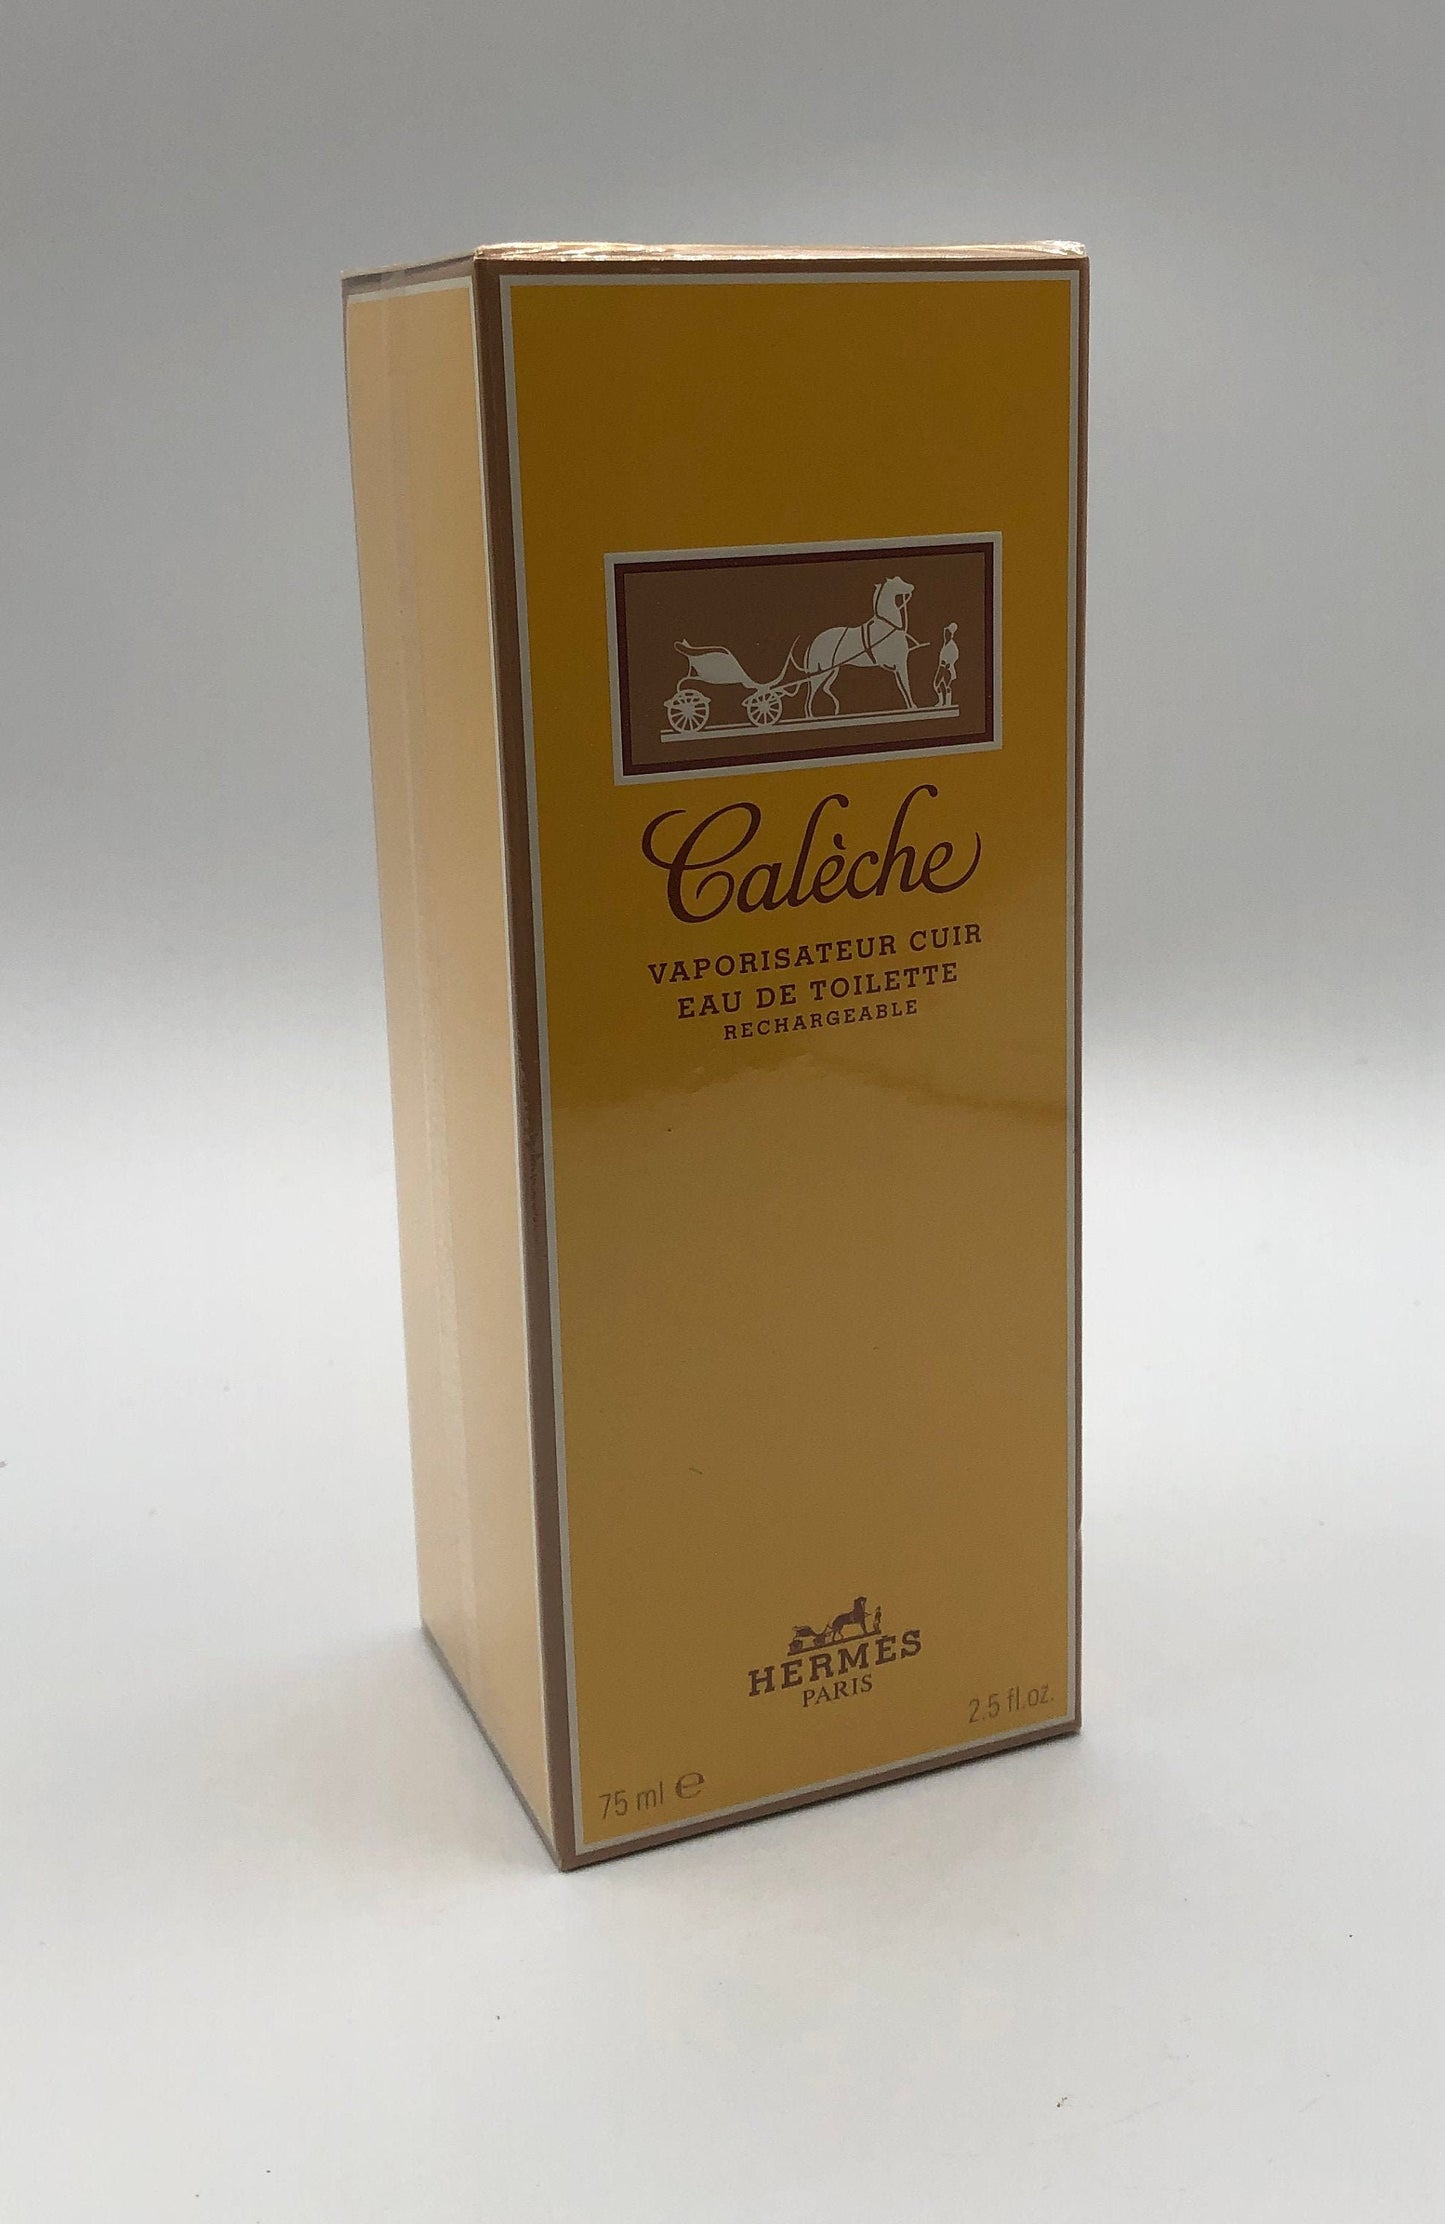 Calèche
VAPORISATEUR CUIR
EAU DE TOILETTE
RECHARGEABLE
HERMÈS
PARIS
75 ml ℮
2.5 fl.oz.